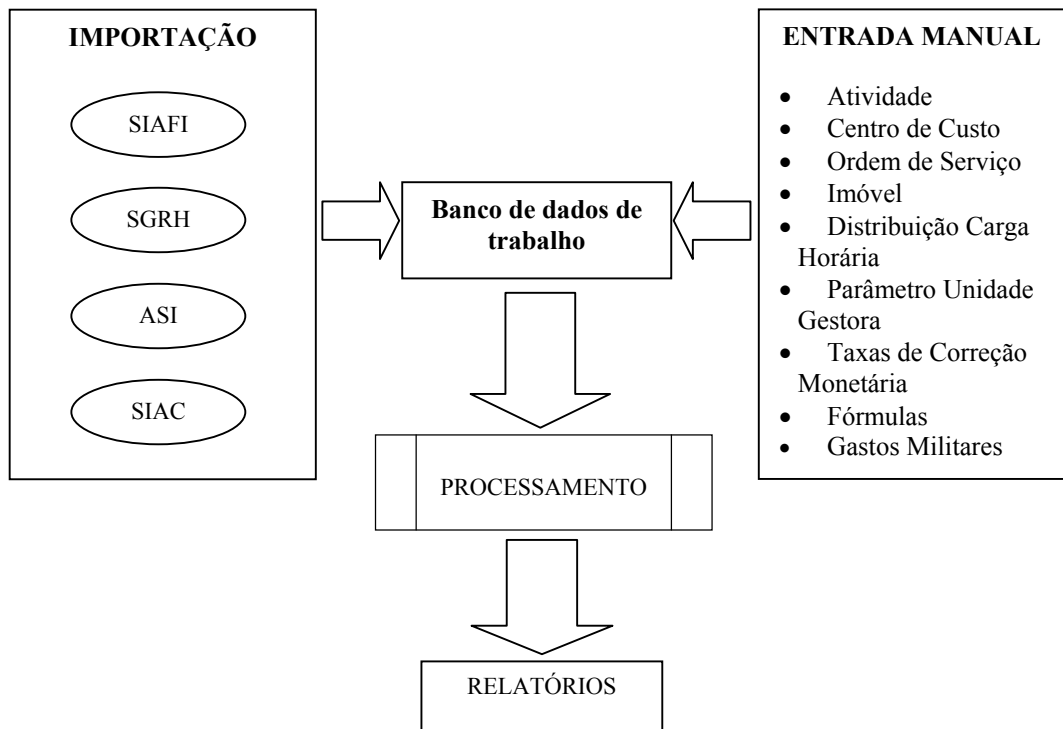 IMPORTAÇÃO
SIAFI
SGRH
ASI
SIAC
Banco de dados de
trabalho
ENTRADA MANUAL
• Atividade
• Centro de Custo
• Ordem de Serviço
• Imóvel
• Distribuição Carga
Horária
• Parâmetro Unidade
Gestora
• Taxas de Correção
Monetária
• Fórmulas
• Gastos Militares
PROCESSAMENTO
RELATÓRIOS